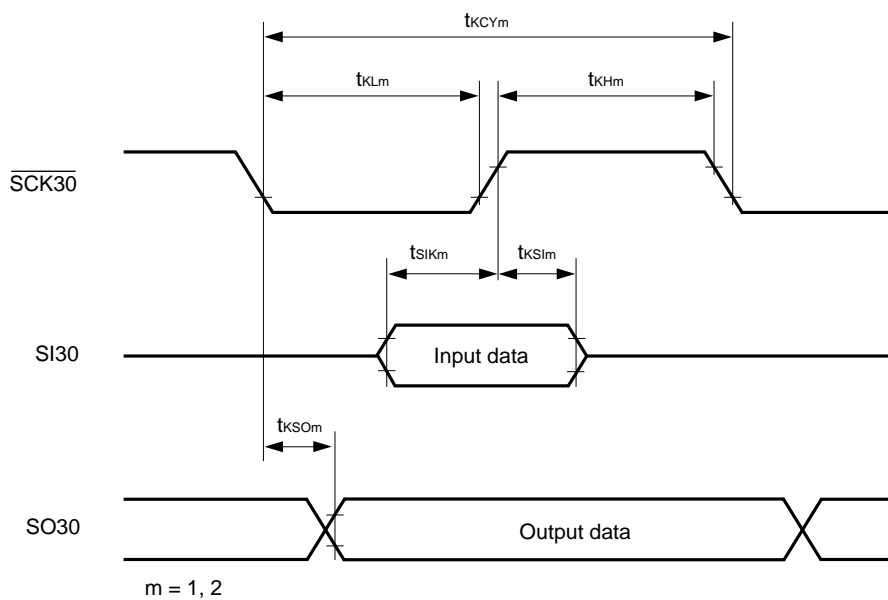 tKCYm
tKLm
tKHm
SCK30
tSIKm
tKSIm
SI30
Input data
tKSOm
SO30
Output data
m = 1, 2